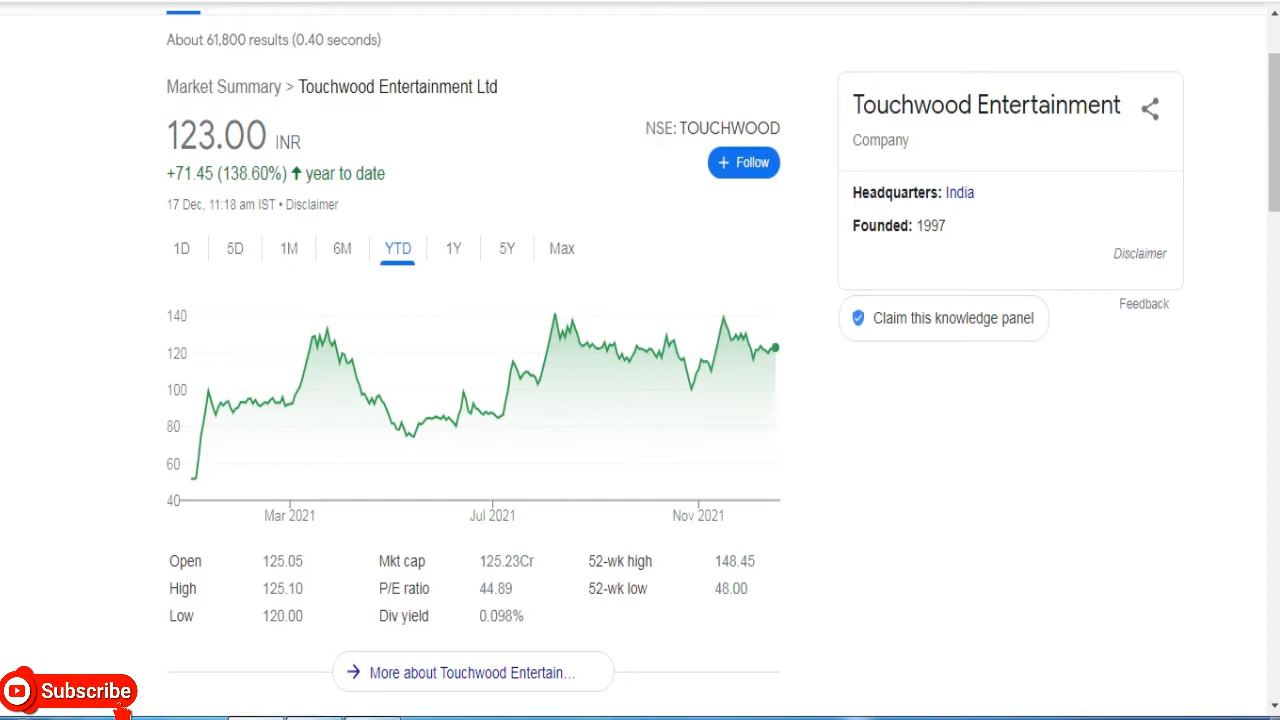 About 61,800 results (0.40 seconds)
Market Summary > Touchwood Entertainment Ltd
123.00 INR
+71.45 (138.60%) ↑ year to date
17 Dec, 11:18 am IST • Disclaimer
NSE: TOUCHWOOD
+ Follow
1D 5D 1M 6M YTD 1Y 5Y Max
140
120
100
80
60
40
Mar 2021 Jul 2021 Nov 2021
Open 125.05 Mkt cap 125.23Cr 52-wk high 148.45
High 125.10 P/E ratio 44.89 52-wk low 48.00
Low 120.00 Div yield 0.098%
→ More about Touchwood Entertain...
Touchwood Entertainment
Company
Headquarters: India
Founded: 1997
Disclaimer
Feedback
Claim this knowledge panel
Subscribe